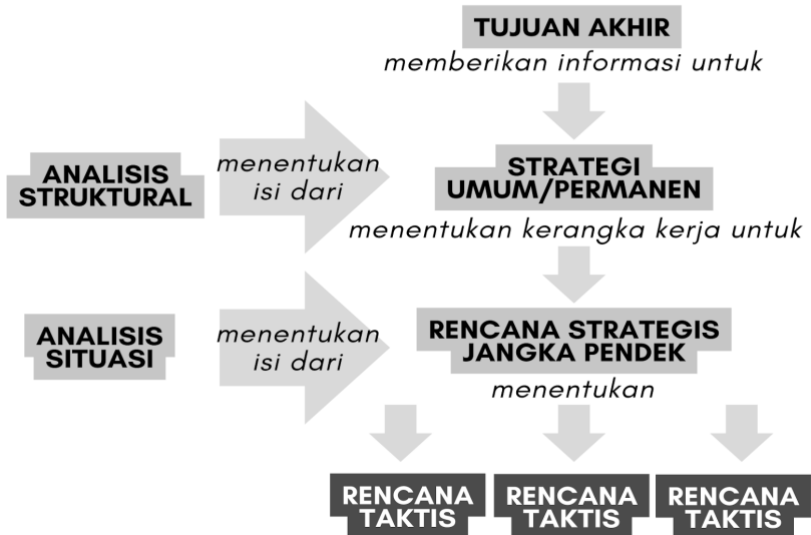 TUJUAN AKHIR
memberikan informasi untuk
ANALISIS
STRUKTURAL
menentukan
isi dari
STRATEGI
UMUM/PERMANEN
menentukan kerangka kerja untuk
ANALISIS
SITUASI
menentukan
isi dari
RENCANA STRATEGIS
JANGKA PENDEK
menentukan
RENCANA
TAKTIS
RENCANA
TAKTIS
RENCANA
TAKTIS